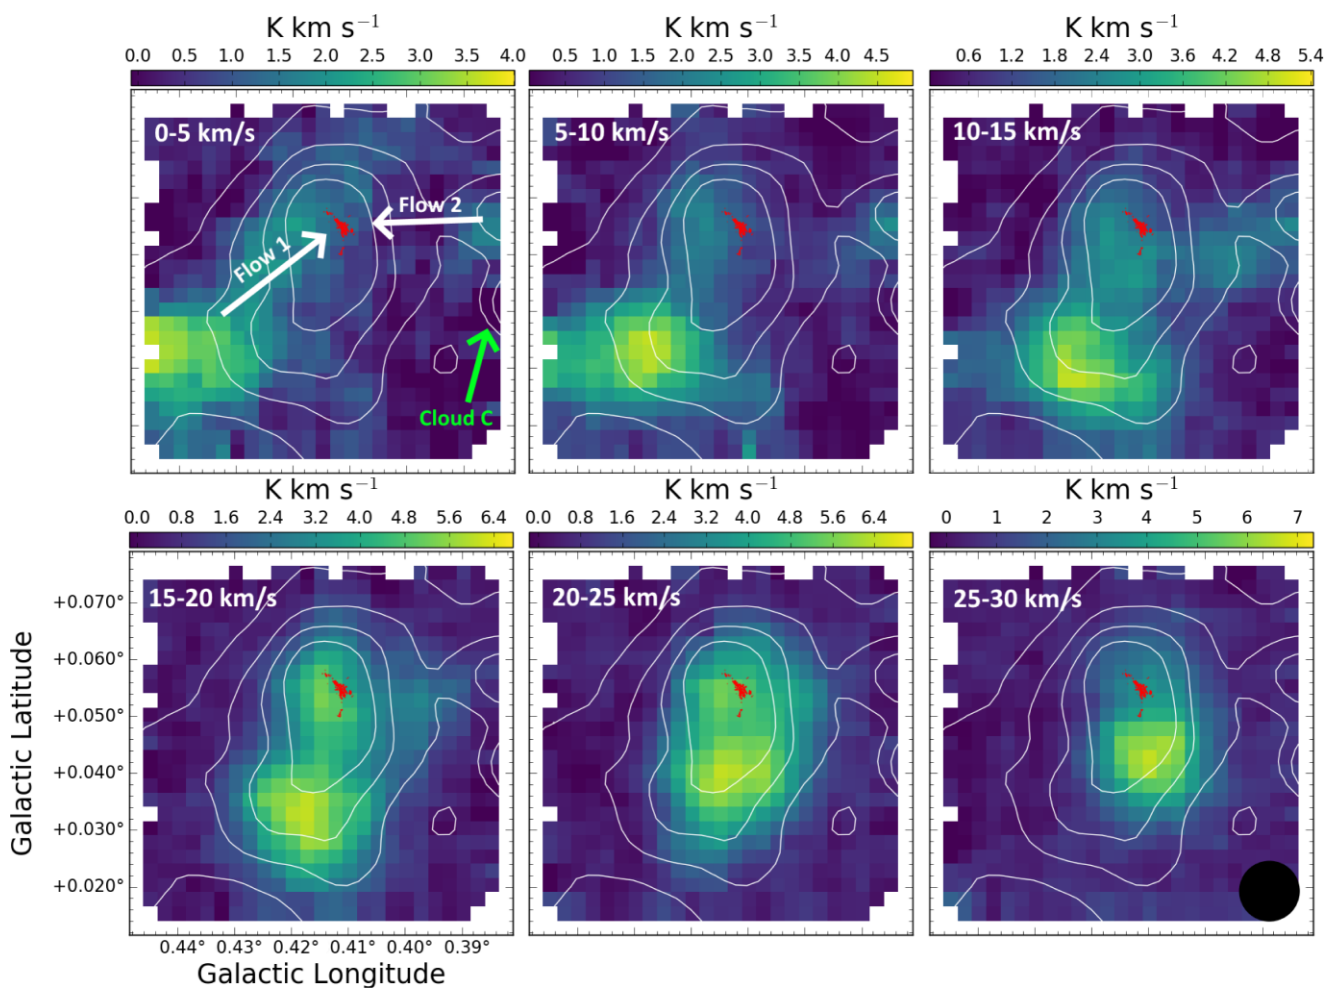 K km s⁻¹ K km s⁻¹ K km s⁻¹
0.0 0.5 1.0 1.5 2.0 2.5 3.0 3.5 4.0 0.5 1.0 1.5 2.0 2.5 3.0 3.5 4.0 4.5 0.6 1.2 1.8 2.4 3.0 3.6 4.2 4.8 5.4
0-5 km/s 5-10 km/s 10-15 km/s
Flow 2
Flow 1
Cloud C
K km s⁻¹ K km s⁻¹ K km s⁻¹
0.0 0.8 1.6 2.4 3.2 4.0 4.8 5.6 6.4 0.0 0.8 1.6 2.4 3.2 4.0 4.8 5.6 6.4 0 1 2 3 4 5 6 7
15-20 km/s 20-25 km/s 25-30 km/s
+0.070°
+0.060°
+0.050°
+0.040°
+0.030°
+0.020°
Galactic Latitude
0.44° 0.43° 0.42° 0.41° 0.40° 0.39°
Galactic Longitude